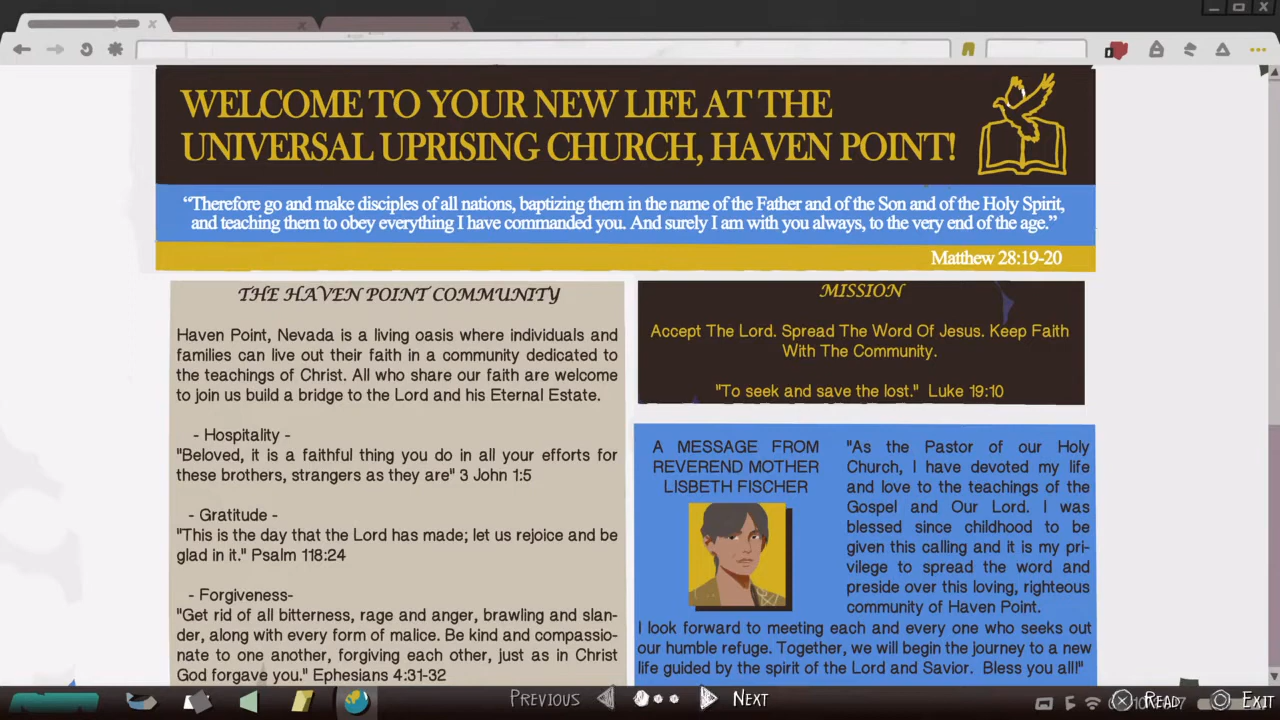 WELCOME TO YOUR NEW LIFE AT THE
UNIVERSAL UPRISING CHURCH, HAVEN POINT!
“Therefore go and make disciples of all nations, baptizing them in the name of the Father and of the Son and of the Holy Spirit,
and teaching them to obey everything I have commanded you. And surely I am with you always, to the very end of the age.”
Matthew 28:19-20
THE HAVEN POINT COMMUNITY
Haven Point, Nevada is a living oasis where individuals and
families can live out their faith in a community dedicated to
the teachings of Christ. All who share our faith are welcome
to join us build a bridge to the Lord and his Eternal Estate.
- Hospitality -
"Beloved, it is a faithful thing you do in all your efforts for
these brothers, strangers as they are" 3 John 1:5
- Gratitude -
"This is the day that the Lord has made; let us rejoice and be
glad in it." Psalm 118:24
- Forgiveness-
"Get rid of all bitterness, rage and anger, brawling and slan-
der, along with every form of malice. Be kind and compassio-
nate to one another, forgiving each other, just as in Christ
God forgave you." Ephesians 4:31-32
MISSION
Accept The Lord. Spread The Word Of Jesus. Keep Faith
With The Community.
"To seek and save the lost." Luke 19:10
A MESSAGE FROM
REVEREND MOTHER
LISBETH FISCHER
"As the Pastor of our Holy
Church, I have devoted my life
and love to the teachings of the
Gospel and Our Lord. I was
blessed since childhood to be
given this calling and it is my pri-
vilege to spread the word and
preside over this loving, righteous
community of Haven Point.
I look forward to meeting each and every one who seeks out
our humble refuge. Together, we will begin the journey to a new
life guided by the spirit of the Lord and Savior. Bless you all!"
PREVIOUS
NEXT
READ
EXIT